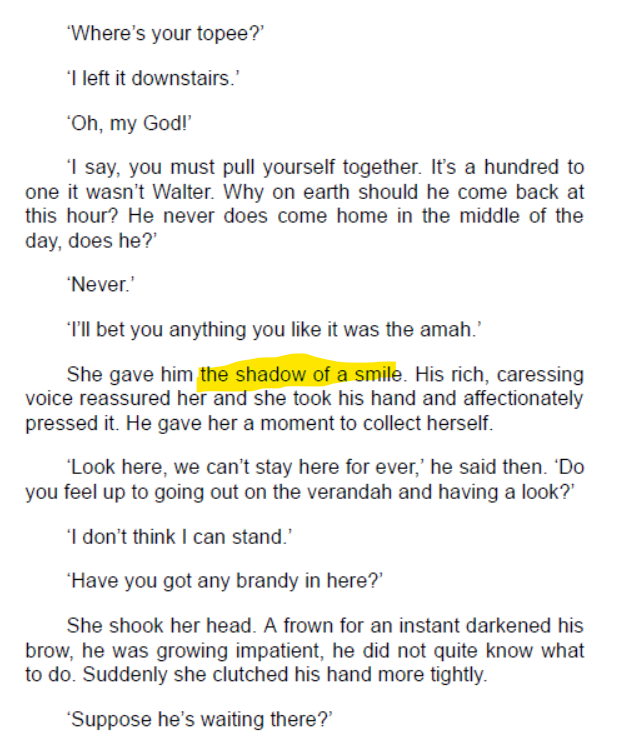 ‘Where’s your topee?’
‘I left it downstairs.’
‘Oh, my God!’
‘I say, you must pull yourself together. It’s a hundred to
one it wasn’t Walter. Why on earth should he come back at
this hour? He never does come home in the middle of the
day, does he?’
‘Never.’
‘I’ll bet you anything you like it was the amah.’
She gave him the shadow of a smile. His rich, caressing
voice reassured her and she took his hand and affectionately
pressed it. He gave her a moment to collect herself.
‘Look here, we can’t stay here for ever,’ he said then. ‘Do
you feel up to going out on the verandah and having a look?’
‘I don’t think I can stand.’
‘Have you got any brandy in here?’
She shook her head. A frown for an instant darkened his
brow, he was growing impatient, he did not quite know what
to do. Suddenly she clutched his hand more tightly.
‘Suppose he’s waiting there?’